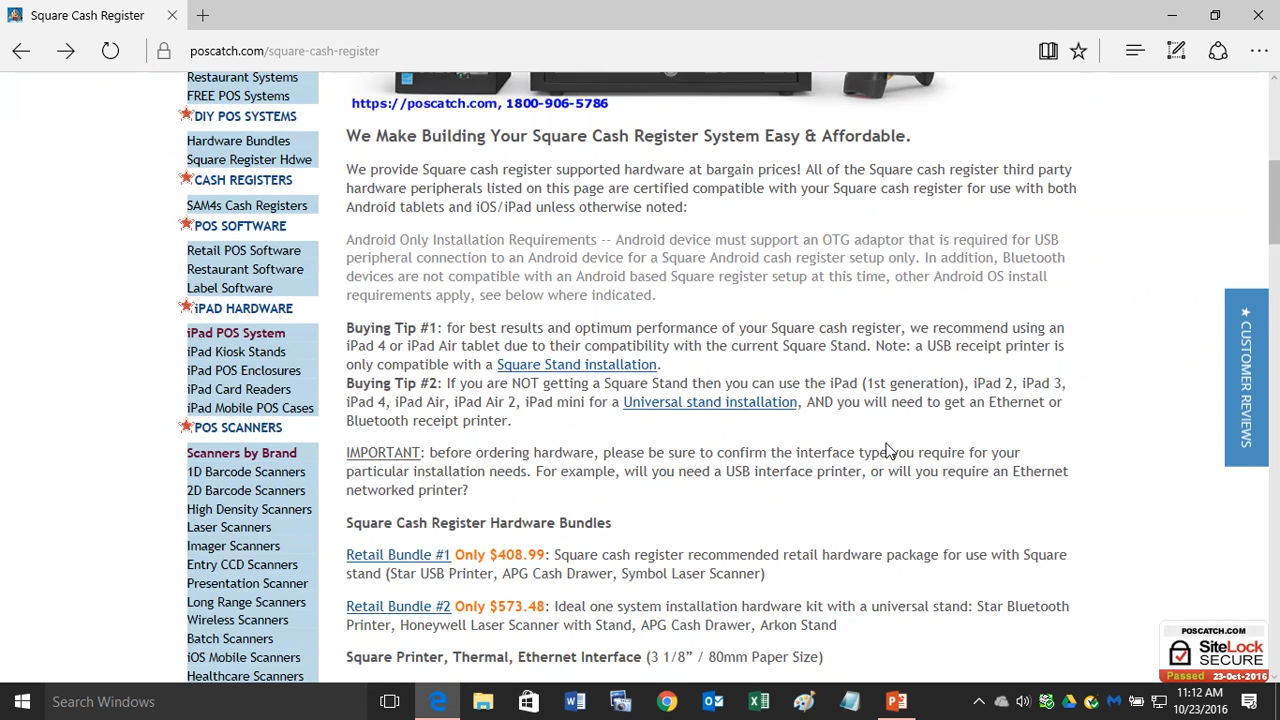 Square Cash Register
poscatch.com/square-cash-register
Restaurant Systems
FREE POS Systems
DIY POS SYSTEMS
Hardware Bundles
Square Register Hdwe
CASH REGISTERS
SAM4s Cash Registers
POS SOFTWARE
Retail POS Software
Restaurant Software
Label Software
iPAD HARDWARE
iPad POS System
iPad Kiosk Stands
iPad POS Enclosures
iPad Card Readers
iPad Mobile POS Cases
POS SCANNERS
Scanners by Brand
1D Barcode Scanners
2D Barcode Scanners
High Density Scanners
Laser Scanners
Imager Scanners
Entry CCD Scanners
Presentation Scanner
Long Range Scanners
Wireless Scanners
Batch Scanners
iOS Mobile Scanners
Healthcare Scanners
https://poscatch.com, 1800-906-5786
We Make Building Your Square Cash Register System Easy & Affordable.
We provide Square cash register supported hardware at bargain prices! All of the Square cash register third party
hardware peripherals listed on this page are certified compatible with your Square cash register for use with both
Android tablets and iOS/iPad unless otherwise noted:
Android Only Installation Requirements -- Android device must support an OTG adaptor that is required for USB
peripheral connection to an Android device for a Square Android cash register setup only. In addition, Bluetooth
devices are not compatible with an Android based Square register setup at this time, other Android OS install
requirements apply, see below where indicated.
Buying Tip #1: for best results and optimum performance of your Square cash register, we recommend using an
iPad 4 or iPad Air tablet due to their compatibility with the current Square Stand. Note: a USB receipt printer is
only compatible with a Square Stand installation.
Buying Tip #2: If you are NOT getting a Square Stand then you can use the iPad (1st generation), iPad 2, iPad 3,
iPad 4, iPad Air, iPad Air 2, iPad mini for a Universal stand installation, AND you will need to get an Ethernet or
Bluetooth receipt printer.
IMPORTANT: before ordering hardware, please be sure to confirm the interface type you require for your
particular installation needs. For example, will you need a USB interface printer, or will you require an Ethernet
networked printer?
Square Cash Register Hardware Bundles
Retail Bundle #1 Only $408.99: Square cash register recommended retail hardware package for use with Square
stand (Star USB Printer, APG Cash Drawer, Symbol Laser Scanner)
Retail Bundle #2 Only $573.48: Ideal one system installation hardware kit with a universal stand: Star Bluetooth
Printer, Honeywell Laser Scanner with Stand, APG Cash Drawer, Arkon Stand
Square Printer, Thermal, Ethernet Interface (3 1/8” / 80mm Paper Size)
★ CUSTOMER REVIEWS
POSCATCH.COM
SiteLock
SECURE
Passed 23-Oct-2016
Search Windows
11:12 AM
10/23/2016